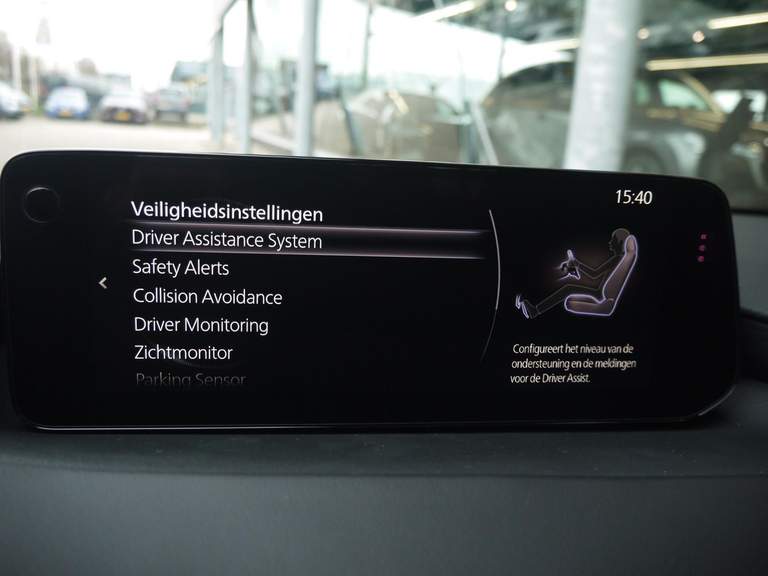 15:40
Veiligheidsinstellingen
Driver Assistance System
Safety Alerts
Collision Avoidance
Driver Monitoring
Zichtmonitor
Parking Sensor
Configureert het niveau van de
ondersteuning en de meldingen
voor de Driver Assist.